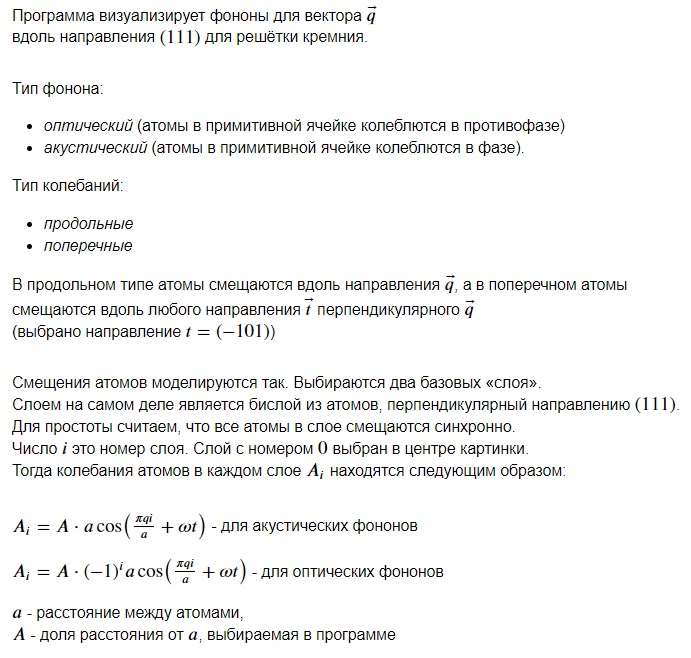 Программа визуализирует фононы для вектора $\vec{q}$
вдоль направления (111) для решётки кремния.
Тип фонона:
• оптический (атомы в примитивной ячейке колеблются в противофазе)
• акустический (атомы в примитивной ячейке колеблются в фазе).
Тип колебаний:
• продольные
• поперечные
В продольном типе атомы смещаются вдоль направления $\vec{q}$, а в поперечном атомы
смещаются вдоль любого направления $\vec{t}$ перпендикулярного $\vec{q}$
(выбрано направление $t = (-101)$)
Смещения атомов моделируются так. Выбираются два базовых «слоя».
Слоем на самом деле является бислой из атомов, перпендикулярный направлению (111).
Для простоты считаем, что все атомы в слое смещаются синхронно.
Число $i$ это номер слоя. Слой с номером 0 выбран в центре картинки.
Тогда колебания атомов в каждом слое $A_i$ находятся следующим образом:
$A_i = A \cdot a \cos\left(\frac{\pi q i}{a} + \omega t\right)$ - для акустических фононов
$A_i = A \cdot (-1)^i a \cos\left(\frac{\pi q i}{a} + \omega t\right)$ - для оптических фононов
$a$ - расстояние между атомами,
$A$ - доля расстояния от $a$, выбираемая в программе